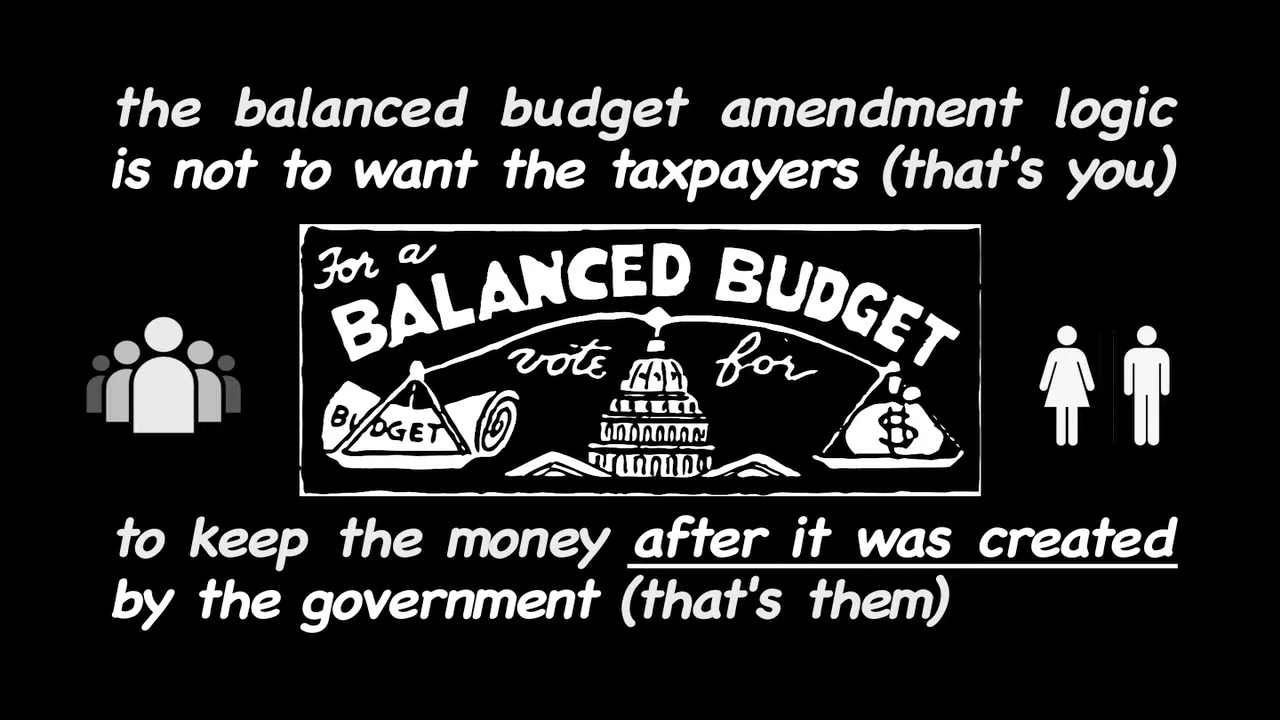 the balanced budget amendment logic
is not to want the taxpayers (that's you)
For a
BALANCED BUDGET
vote for
BUDGET
$
to keep the money after it was created
by the government (that's them)